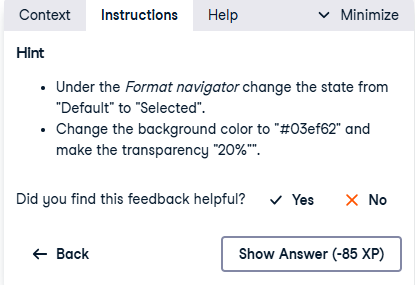 Context Instructions Help Minimize
Hint
• Under the Format navigator change the state from
"Default" to "Selected".
• Change the background color to "#03ef62" and
make the transparency "20%"".
Did you find this feedback helpful? Yes No
Back Show Answer (-85 XP)